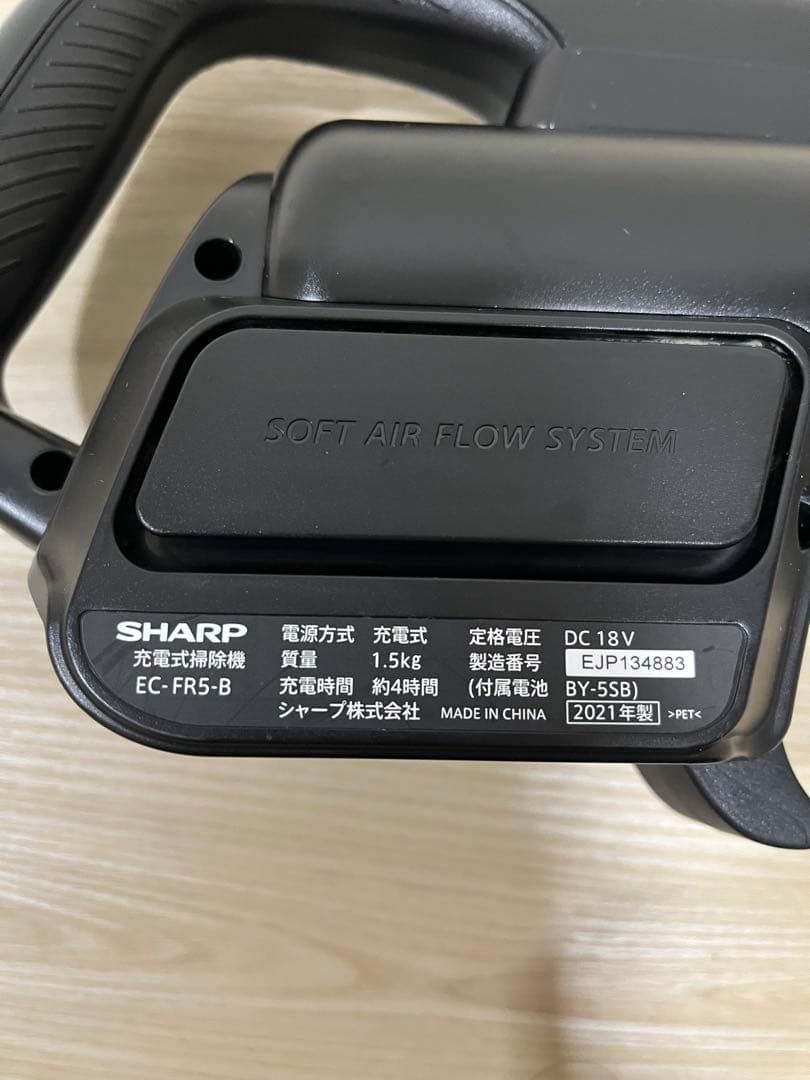 SOFT AIR FLOW SYSTEM
SHARP 電源方式 充電式 定格電圧 DC 18V
充電式掃除機 質量 1.5kg 製造番号 EJP134883
EC-FR5-B 充電時間 約4時間 (付属電池 BY-5SB)
シャープ株式会社 MADE IN CHINA 2021年製 >PET<